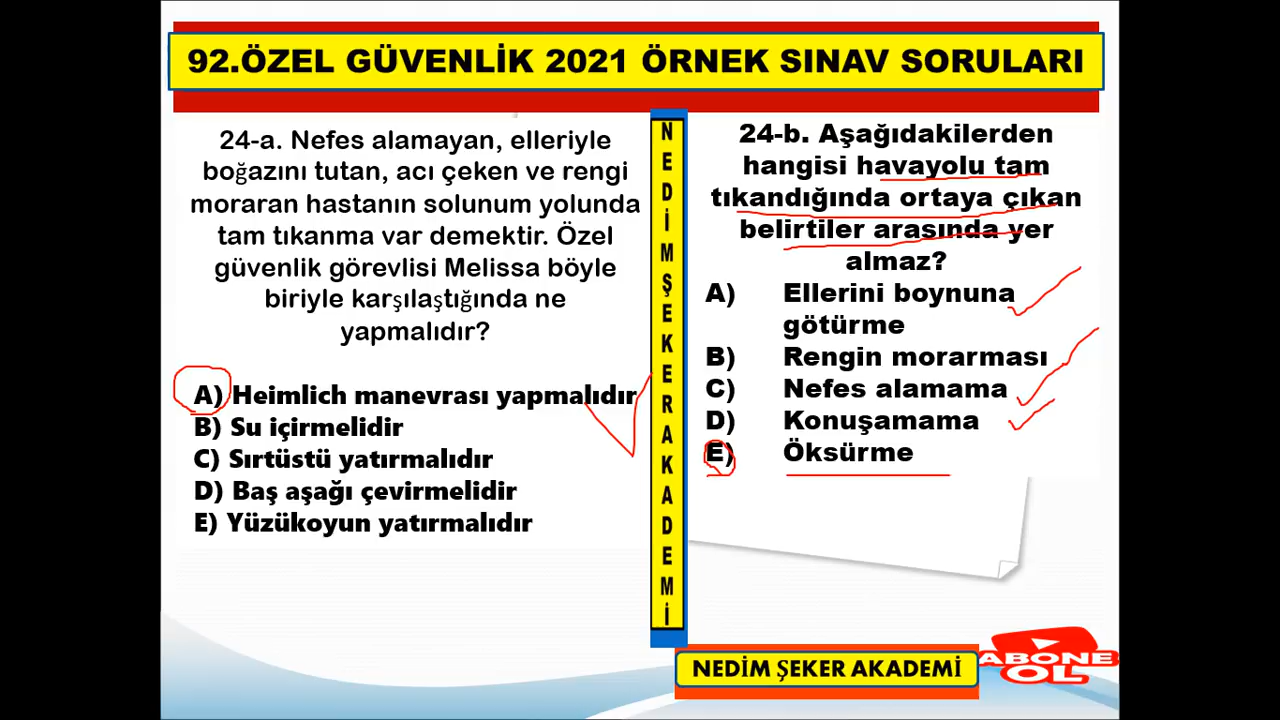 92.ÖZEL GÜVENLİK 2021 ÖRNEK SINAV SORULARI
24-a. Nefes alamayan, elleriyle
boğazını tutan, acı çeken ve rengi
moraran hastanın solunum yolunda
tam tıkanma var demektir. Özel
güvenlik görevlisi Melissa böyle
biriyle karşılaştığında ne
yapmalıdır?
A) Heimlich manevrası yapmalıdır
B) Su içirmelidir
C) Sırtüstü yatırmalıdır
D) Baş aşağı çevirmelidir
E) Yüzükoyun yatırmalıdır
NEDİM ŞEKER AKADEMİ
24-b. Aşağıdakilerden
hangisi havayolu tam
tıkandığında ortaya çıkan
belirtiler arasında yer
almaz?
A) Ellerini boynuna
götürme
B) Rengin morarması
C) Nefes alamama
D) Konuşamama
E) Öksürme
NEDİM ŞEKER AKADEMİ
ABONE
OL